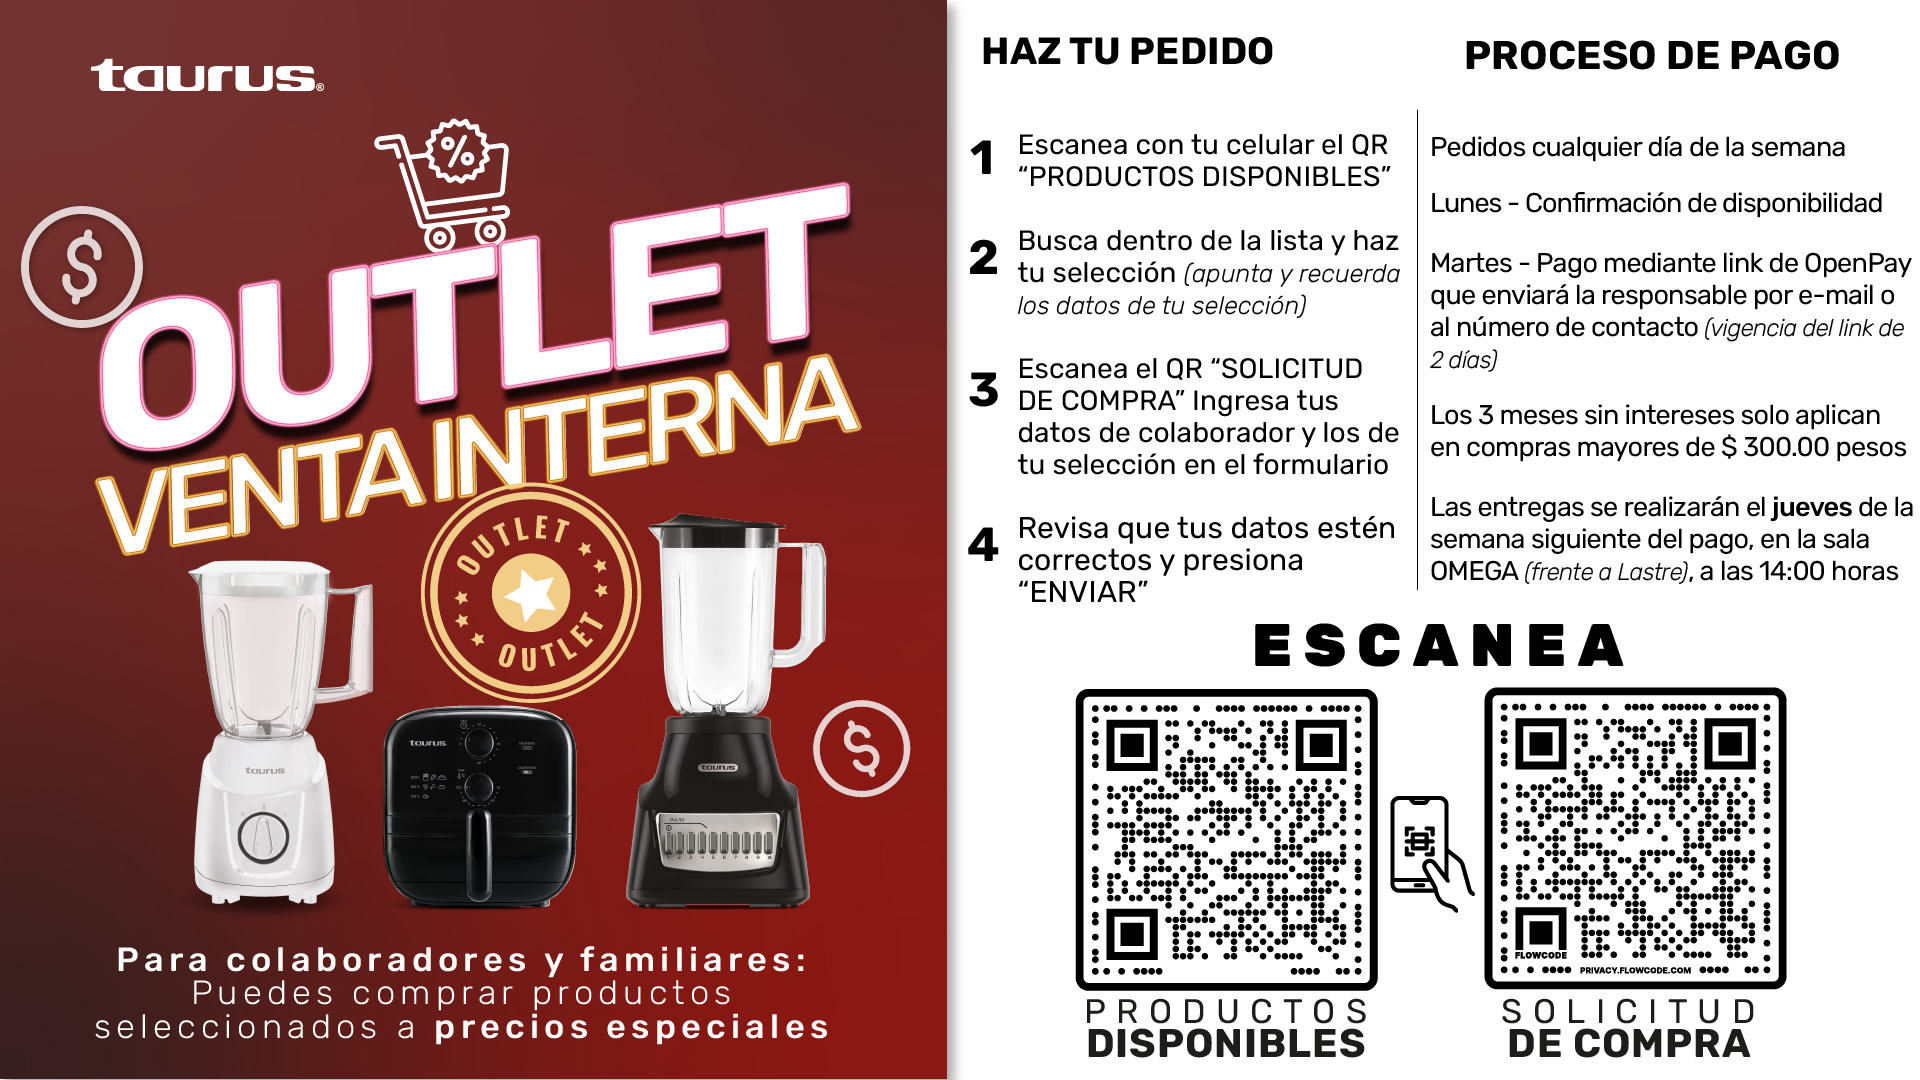 taurus®
OUTLET
VENTA INTERNA
OUTLET
OUTLET
taurus
taurus
taurus
PULSO
Para colaboradores y familiares:
Puedes comprar productos
seleccionados a precios especiales
HAZ TU PEDIDO
1
Escanea con tu celular el QR
“PRODUCTOS DISPONIBLES”
2
Busca dentro de la lista y haz
tu selección (apunta y recuerda
los datos de tu selección)
3
Escanea el QR “SOLICITUD
DE COMPRA” Ingresa tus
datos de colaborador y los de
tu selección en el formulario
4
Revisa que tus datos estén
correctos y presiona
“ENVIAR”
PROCESO DE PAGO
Pedidos cualquier día de la semana
Lunes - Confirmación de disponibilidad
Martes - Pago mediante link de OpenPay
que enviará la responsable por e-mail o
al número de contacto (vigencia del link de
2 días)
Los 3 meses sin intereses solo aplican
en compras mayores de $ 300.00 pesos
Las entregas se realizarán el jueves de la
semana siguiente del pago, en la sala
OMEGA (frente a Lastre), a las 14:00 horas
ESCANEA
FLOWCODE
PRIVACY.FLOWCODE.COM
PRODUCTOS
DISPONIBLES
SOLICITUD
DE COMPRA